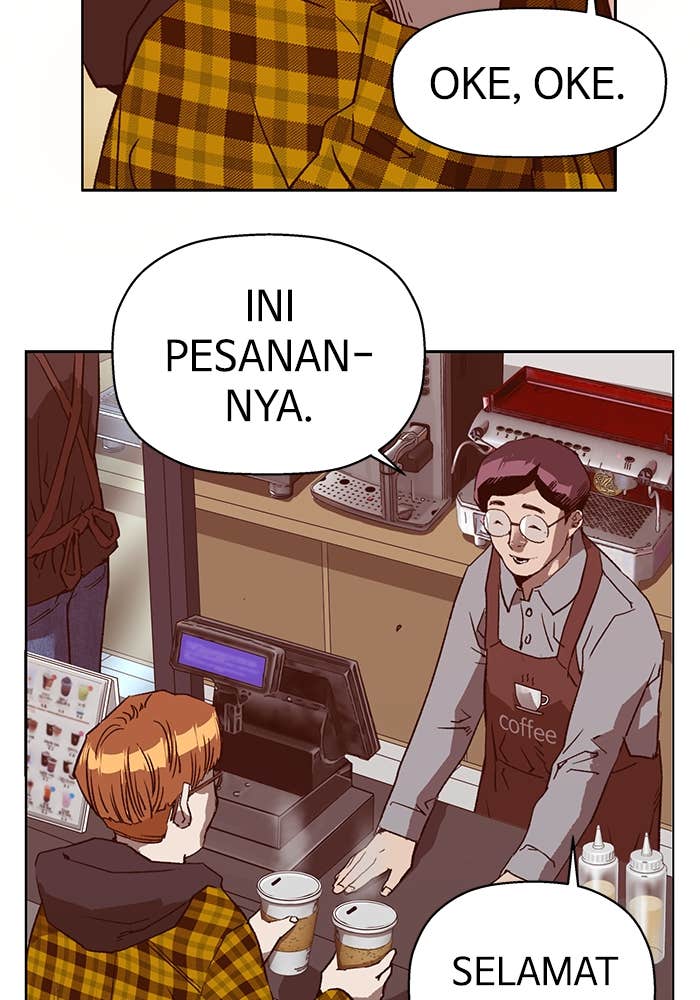 OKE, OKE.
INI
PESANAN-
NYA.
coffee
SELAMAT